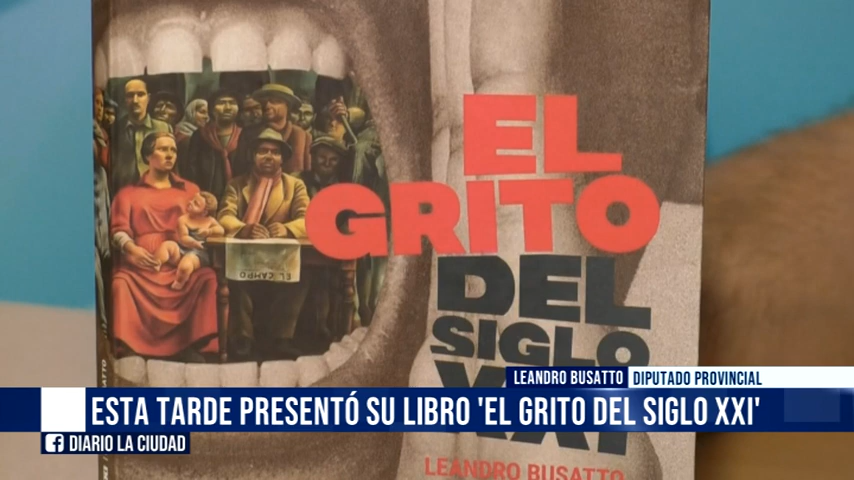 EL
GRITO
DEL
SIGLO
XXI
LEANDRO BUSATTO
EL CAMPO
LEANDRO BUSATTO DIPUTADO PROVINCIAL
ESTA TARDE PRESENTÓ SU LIBRO 'EL GRITO DEL SIGLO XXI'
DIARIO LA CIUDAD